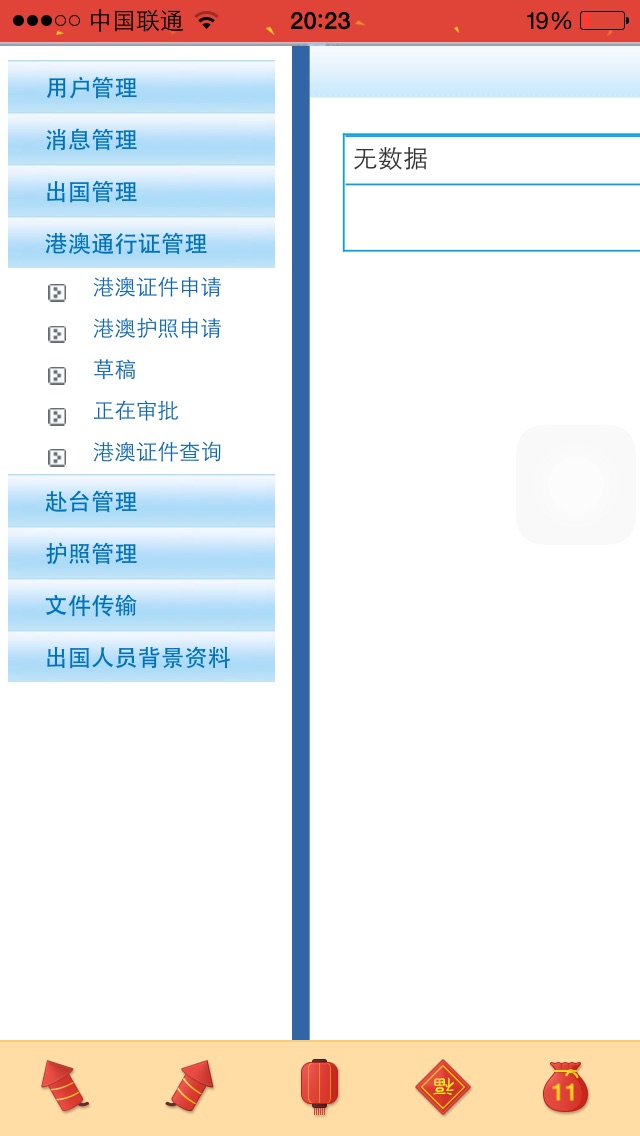 中国联通 20:23 19%
用户管理
消息管理
出国管理
港澳通行证管理
港澳证件申请
港澳护照申请
草稿
正在审批
港澳证件查询
赴台管理
护照管理
文件传输
出国人员背景资料
无数据
福
11